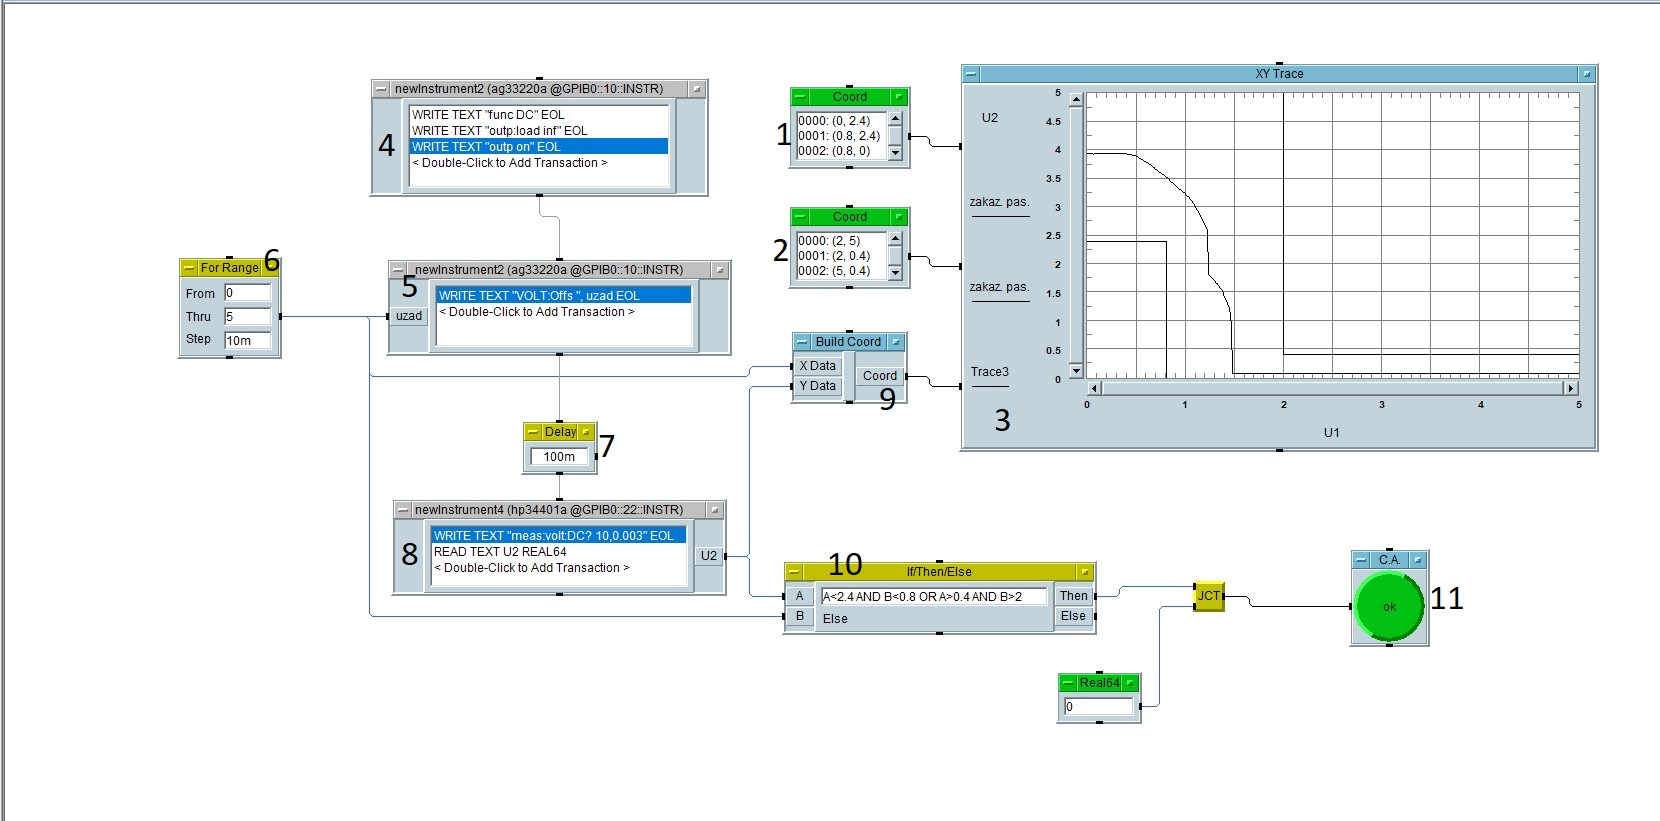 newInstrument2 (ag33220a @GPIB0::10::INSTR)
4
WRITE TEXT "func DC" EOL
WRITE TEXT "outp:load inf" EOL
WRITE TEXT "outp on" EOL
< Double-Click to Add Transaction >
6
For Range
From 0
Thru 5
Step 10m
newInstrument2 (ag33220a @GPIB0::10::INSTR)
5
uzad
WRITE TEXT "VOLT:Offs ", uzad EOL
< Double-Click to Add Transaction >
Delay
7
100m
newInstrument4 (hp34401a @GPIB0::22::INSTR)
8
WRITE TEXT "meas:volt:DC? 10,0.003" EOL
READ TEXT U2 REAL64
< Double-Click to Add Transaction >
U2
1
Coord
0000: (0, 2.4)
0001: (0.8, 2.4)
0002: (0.8, 0)
2
Coord
0000: (2, 5)
0001: (2, 0.4)
0002: (5, 0.4)
Build Coord
X Data
Y Data
Coord
9
XY Trace
U2
zakaz. pas.
zakaz. pas.
Trace3
3
5
4.5
4
3.5
3
2.5
2
1.5
1
0.5
0
0 1 2 3 4 5
U1
10
If/Then/Else
A
B
A<2.4 AND B<0.8 OR A>0.4 AND B>2
Else
Then
Else
JCT
Real64
0
C.A.
ok
11